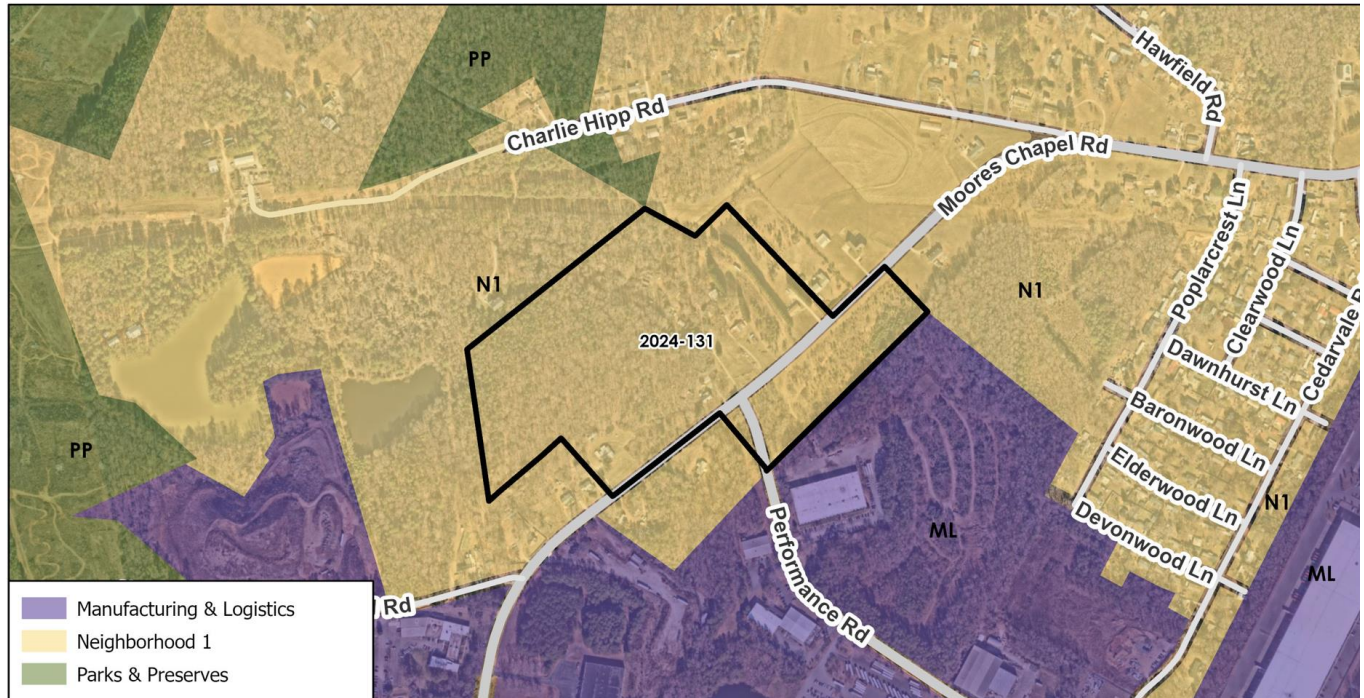 PP
Hawfield Rd
Charlie Hipp Rd
Moores Chapel Rd
N1
N1
2024-131
Poplarcrest Ln
Clearwood Ln
Cedarvale
Dawnhurst Ln
Baronwood Ln
Elderwood Ln
Devonwood Ln
N1
PP
Performance Rd
ML
ML
Rd
Manufacturing & Logistics
Neighborhood 1
Parks & Preserves